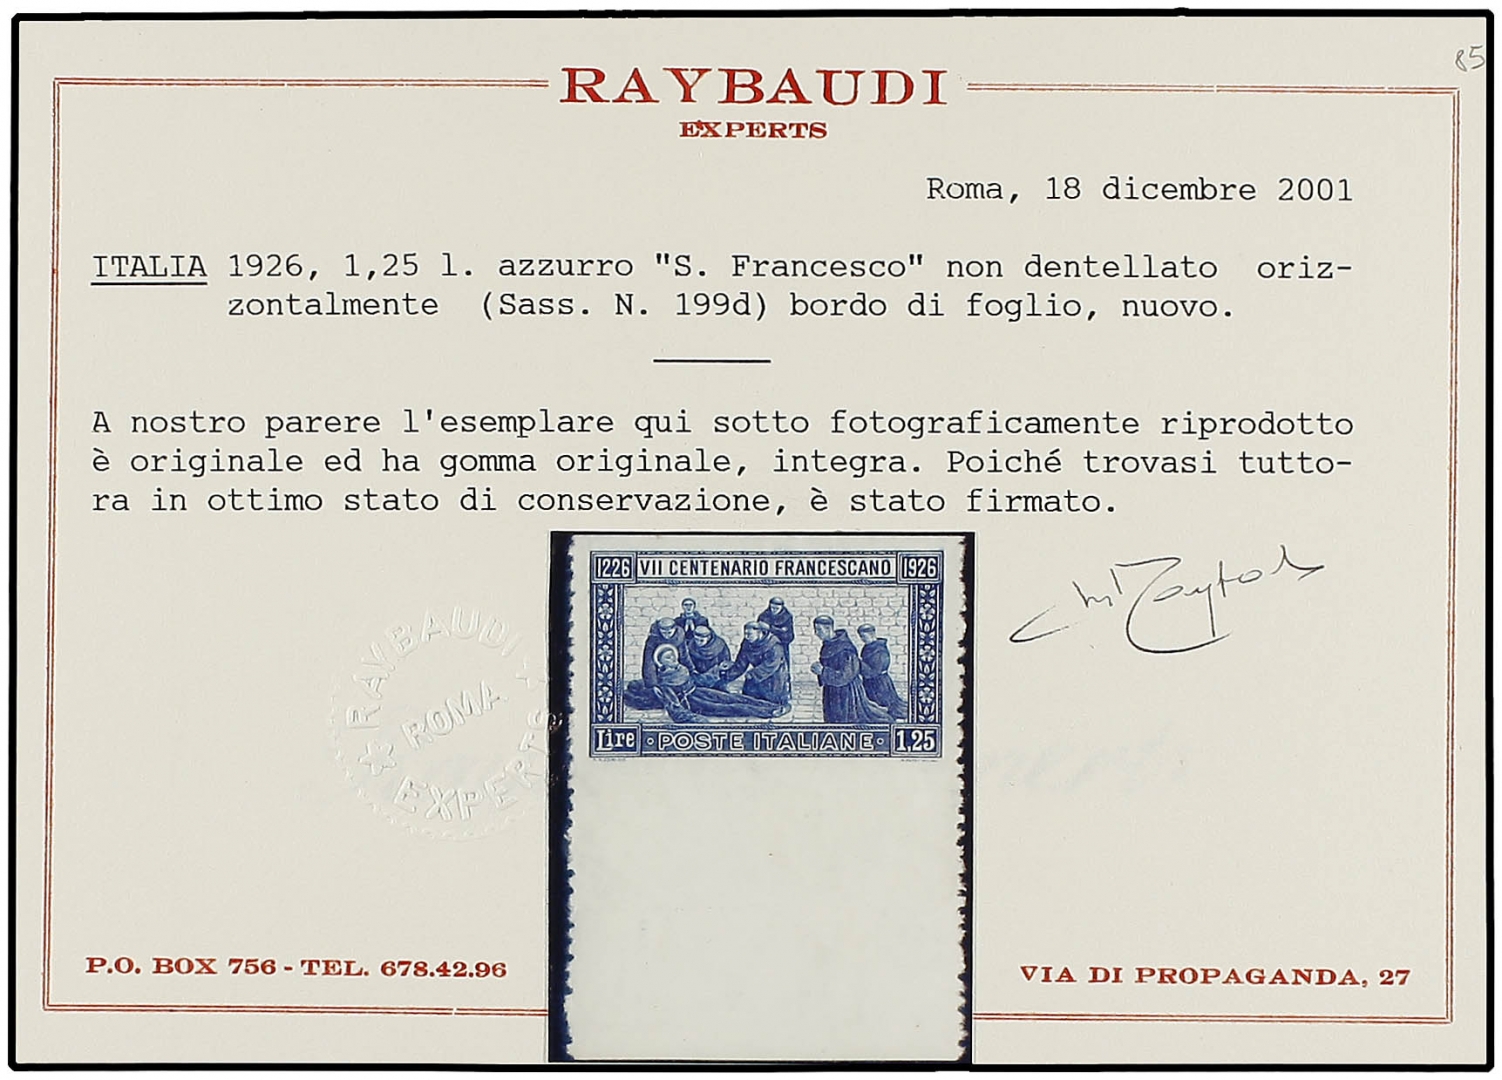 85
RAYBAUDI
EXPERTS
Roma, 18 dicembre 2001
ITALIA 1926, 1,25 l. azzurro "S. Francesco" non dentellato oriz-
zontalmente (Sass. N. 199d) bordo di foglio, nuovo.
A nostro parere l'esemplare qui sotto fotograficamente riprodotto
è originale ed ha gomma originale, integra. Poiché trovasi tutto-
ra in ottimo stato di conservazione, è stato firmato.
1226 VII CENTENARIO FRANCESCANO 1926
Lire · POSTE ITALIANE · 1,25
RAYBAUDI
ROMA
EXPERTS
P.O. BOX 756 - TEL. 678.42.96
VIA DI PROPAGANDA, 27